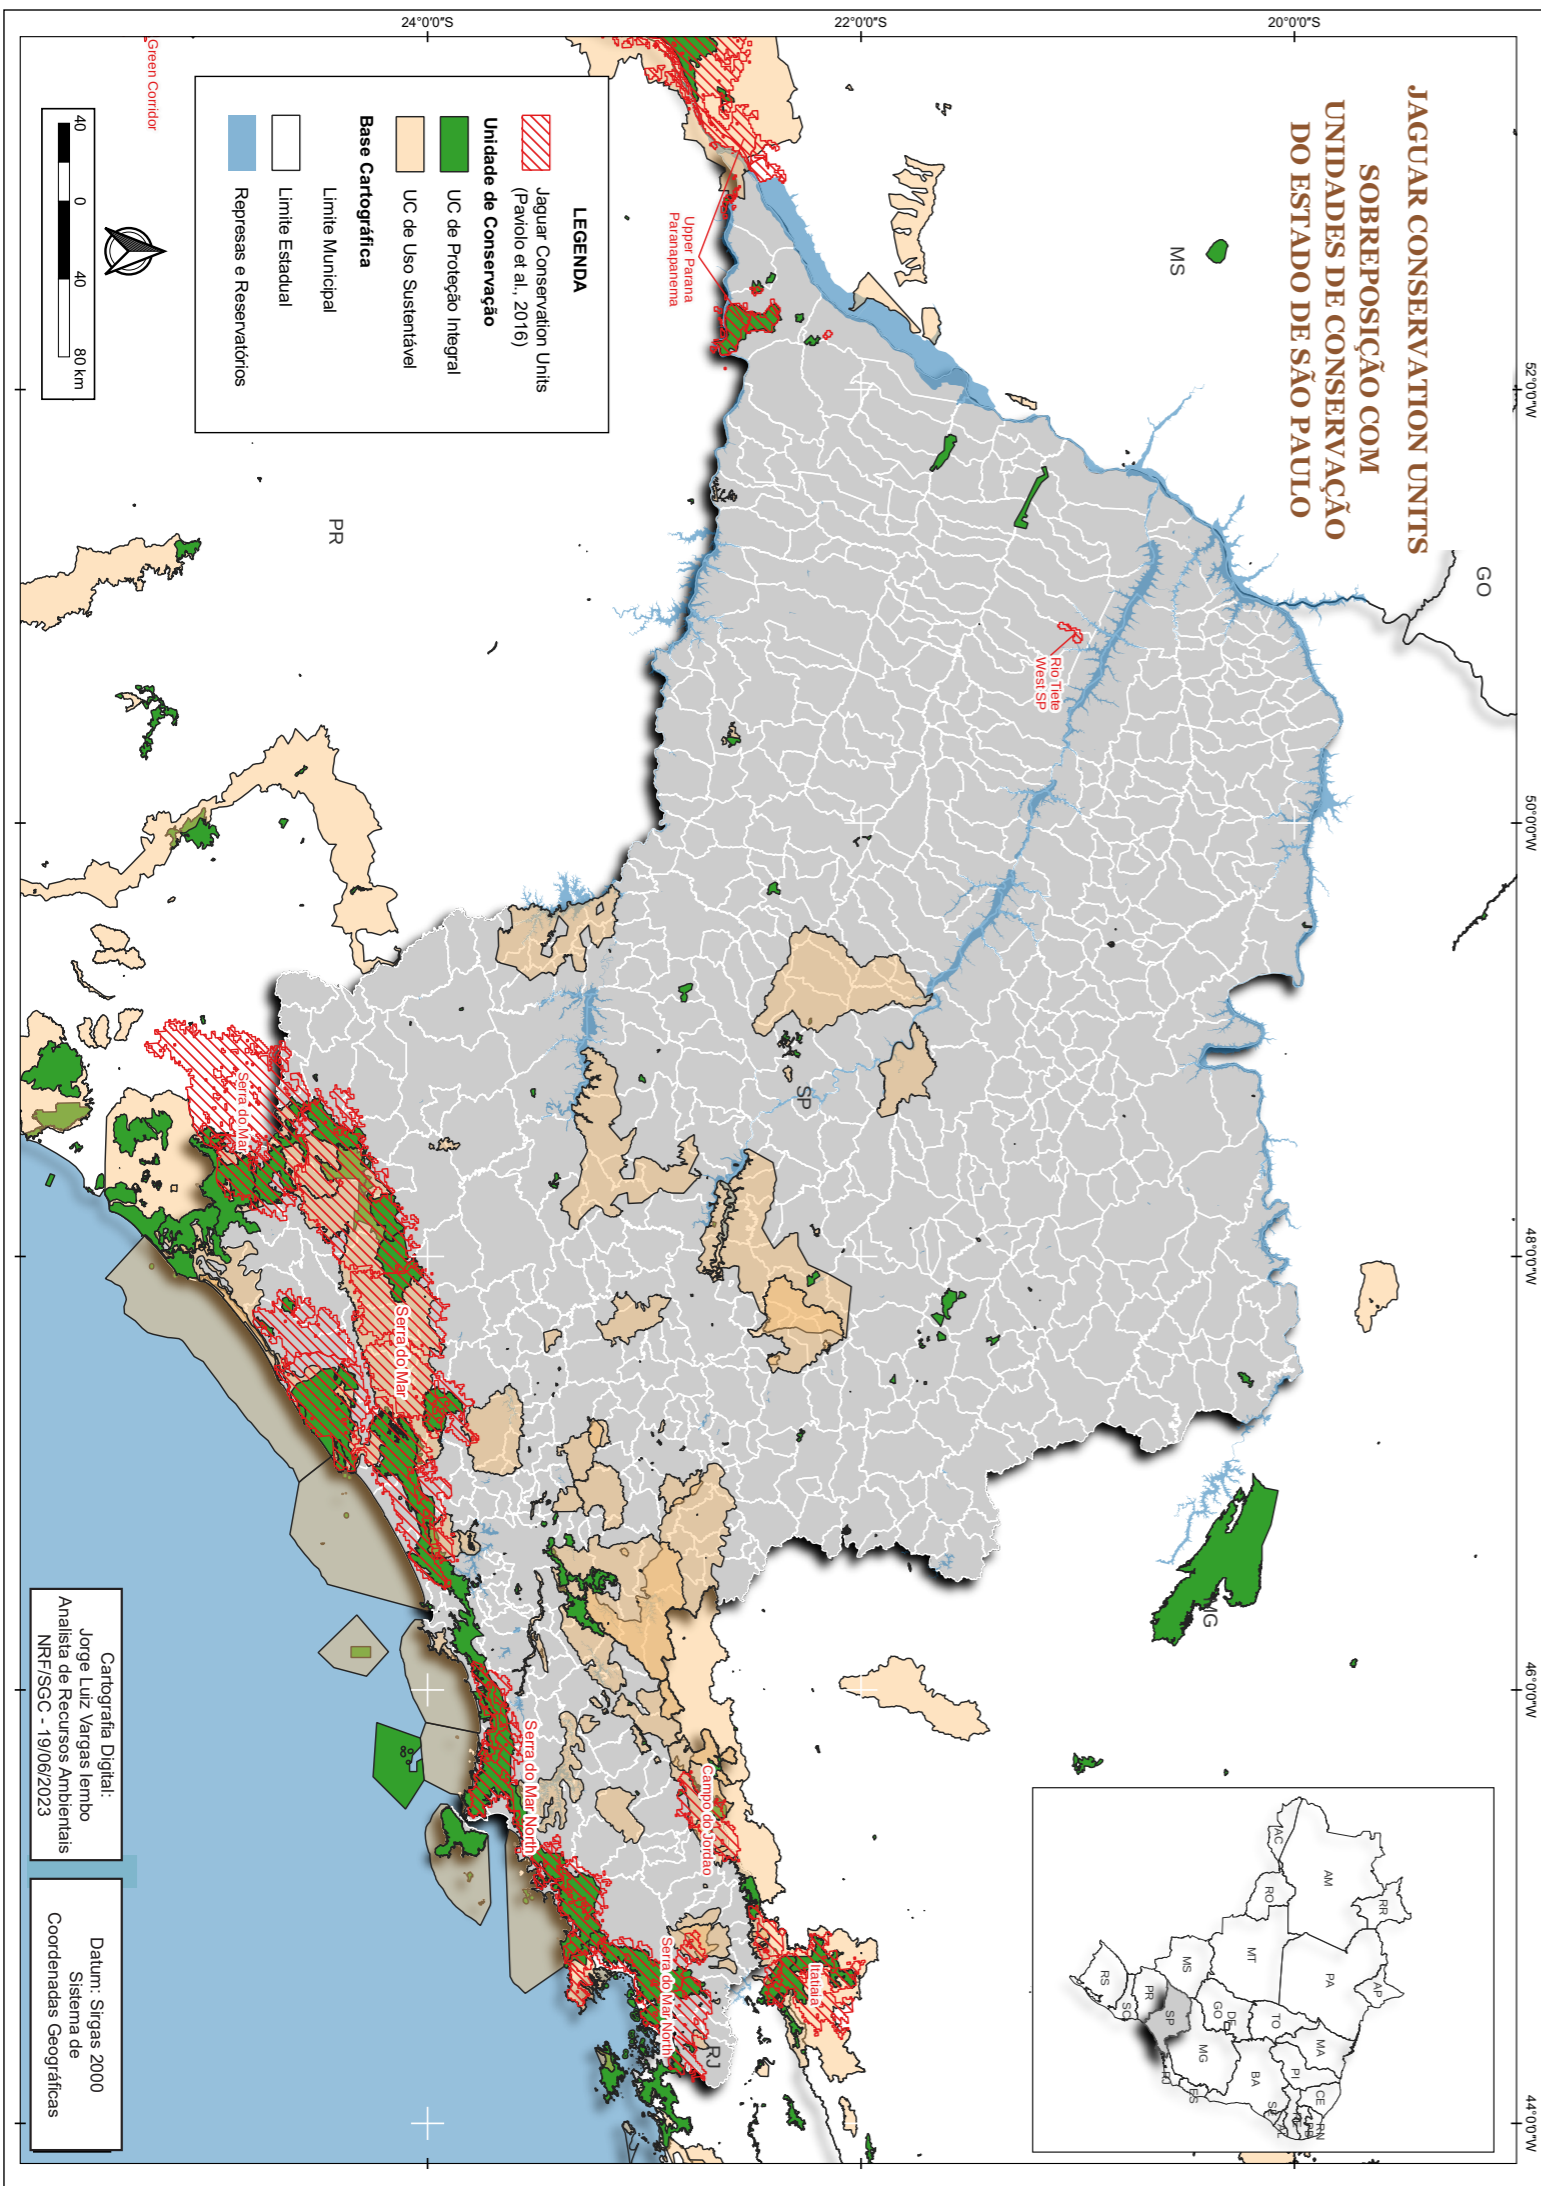 JAGUAR CONSERVATION UNITS
SOBREPOSIÇÃO COM
UNIDADES DE CONSERVAÇÃO
DO ESTADO DE SÃO PAULO
52°0'0"W
50°0'0"W
48°0'0"W
46°0'0"W
44°0'0"W
20°0'0"S
22°0'0"S
24°0'0"S
GO
MS
MG
SP
PR
RJ
Rio Tiete
West SP
Upper Parana
Paranapanema
Green Corridor
Campo do Jordao
Itatiaia
Serra do Mar North
Serra do Mar North
Serra do Mar
Serra do Mar
LEGENDA
Jaguar Conservation Units
(Paviolo et al., 2016)
Unidade de Conservação
UC de Proteção Integral
UC de Uso Sustentável
Base Cartográfica
Limite Municipal
Limite Estadual
Represas e Reservatórios
40 0 40 80 km
RR
AP
AM
PA
MA
CE
RN
PB
PI
AC
RO
TO
MT
BA
DF
GO
MG
ES
MS
SP
RJ
PR
SC
RS
Cartografia Digital:
Jorge Luiz Vargas Iembo
Analista de Recursos Ambientais
NRF/SGC - 19/06/2023
Datum: Sirgas 2000
Sistema de
Coordenadas Geográficas